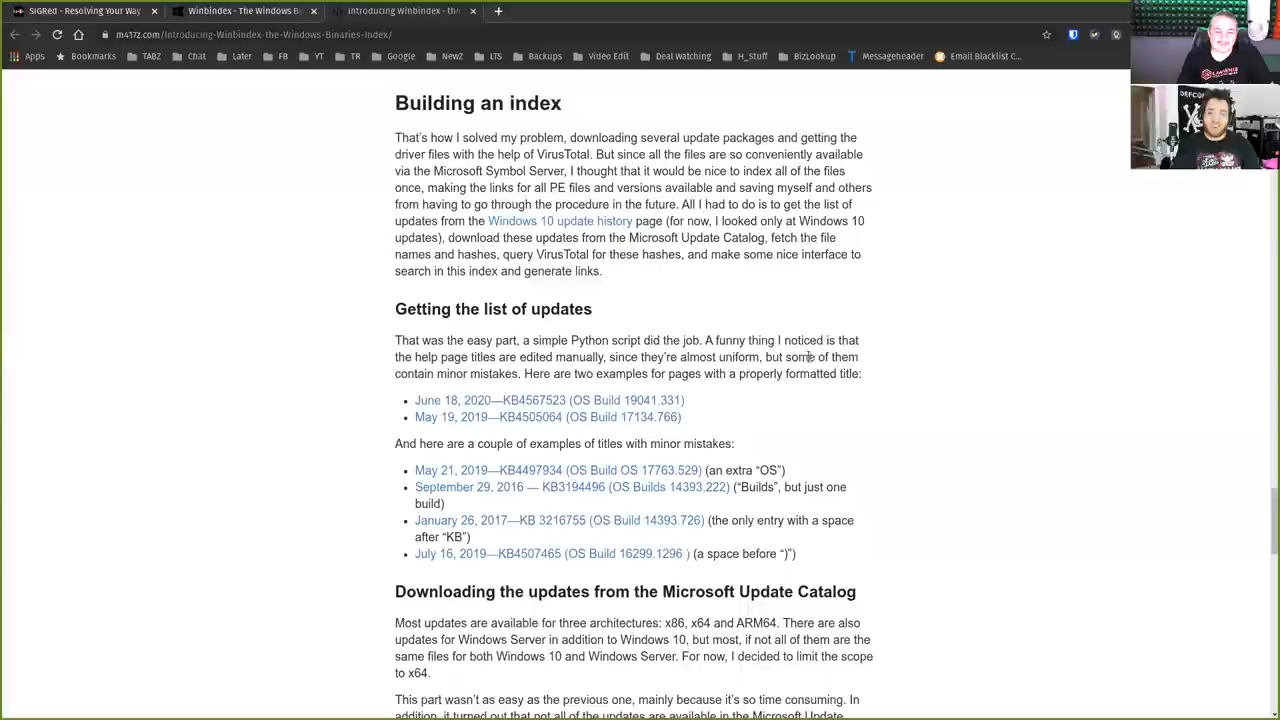 SIGRed - Resolving Your Way
Winbindex - The Windows B
Introducing Winbindex - the
m417z.com/Introducing-Winbindex-the-Windows-Binaries-Index/
Apps
Bookmarks
TABZ
Chat
Later
FB
YT
TR
Google
NewZ
LTS
Backups
Video Edit
Deal Watching
H_Stuff
BizLookup
Messageheader
Email Blacklist C...
DEFCON
Building an index
That's how I solved my problem, downloading several update packages and getting the
driver files with the help of VirusTotal. But since all the files are so conveniently available
via the Microsoft Symbol Server, I thought that it would be nice to index all of the files
once, making the links for all PE files and versions available and saving myself and others
from having to go through the procedure in the future. All I had to do is to get the list of
updates from the Windows 10 update history page (for now, I looked only at Windows 10
updates), download these updates from the Microsoft Update Catalog, fetch the file
names and hashes, query VirusTotal for these hashes, and make some nice interface to
search in this index and generate links.
Getting the list of updates
That was the easy part, a simple Python script did the job. A funny thing I noticed is that
the help page titles are edited manually, since they're almost uniform, but some of them
contain minor mistakes. Here are two examples for pages with a properly formatted title:
• June 18, 2020—KB4567523 (OS Build 19041.331)
• May 19, 2019—KB4505064 (OS Build 17134.766)
And here are a couple of examples of titles with minor mistakes:
• May 21, 2019—KB4497934 (OS Build OS 17763.529) (an extra “OS”)
• September 29, 2016 — KB3194496 (OS Builds 14393.222) (“Builds”, but just one
build)
• January 26, 2017—KB 3216755 (OS Build 14393.726) (the only entry with a space
after “KB”)
• July 16, 2019—KB4507465 (OS Build 16299.1296 ) (a space before “)”)
Downloading the updates from the Microsoft Update Catalog
Most updates are available for three architectures: x86, x64 and ARM64. There are also
updates for Windows Server in addition to Windows 10, but most, if not all of them are the
same files for both Windows 10 and Windows Server. For now, I decided to limit the scope
to x64.
This part wasn't as easy as the previous one, mainly because it's so time consuming. In
addition, it turned out that not all of the updates are available in the Microsoft Update